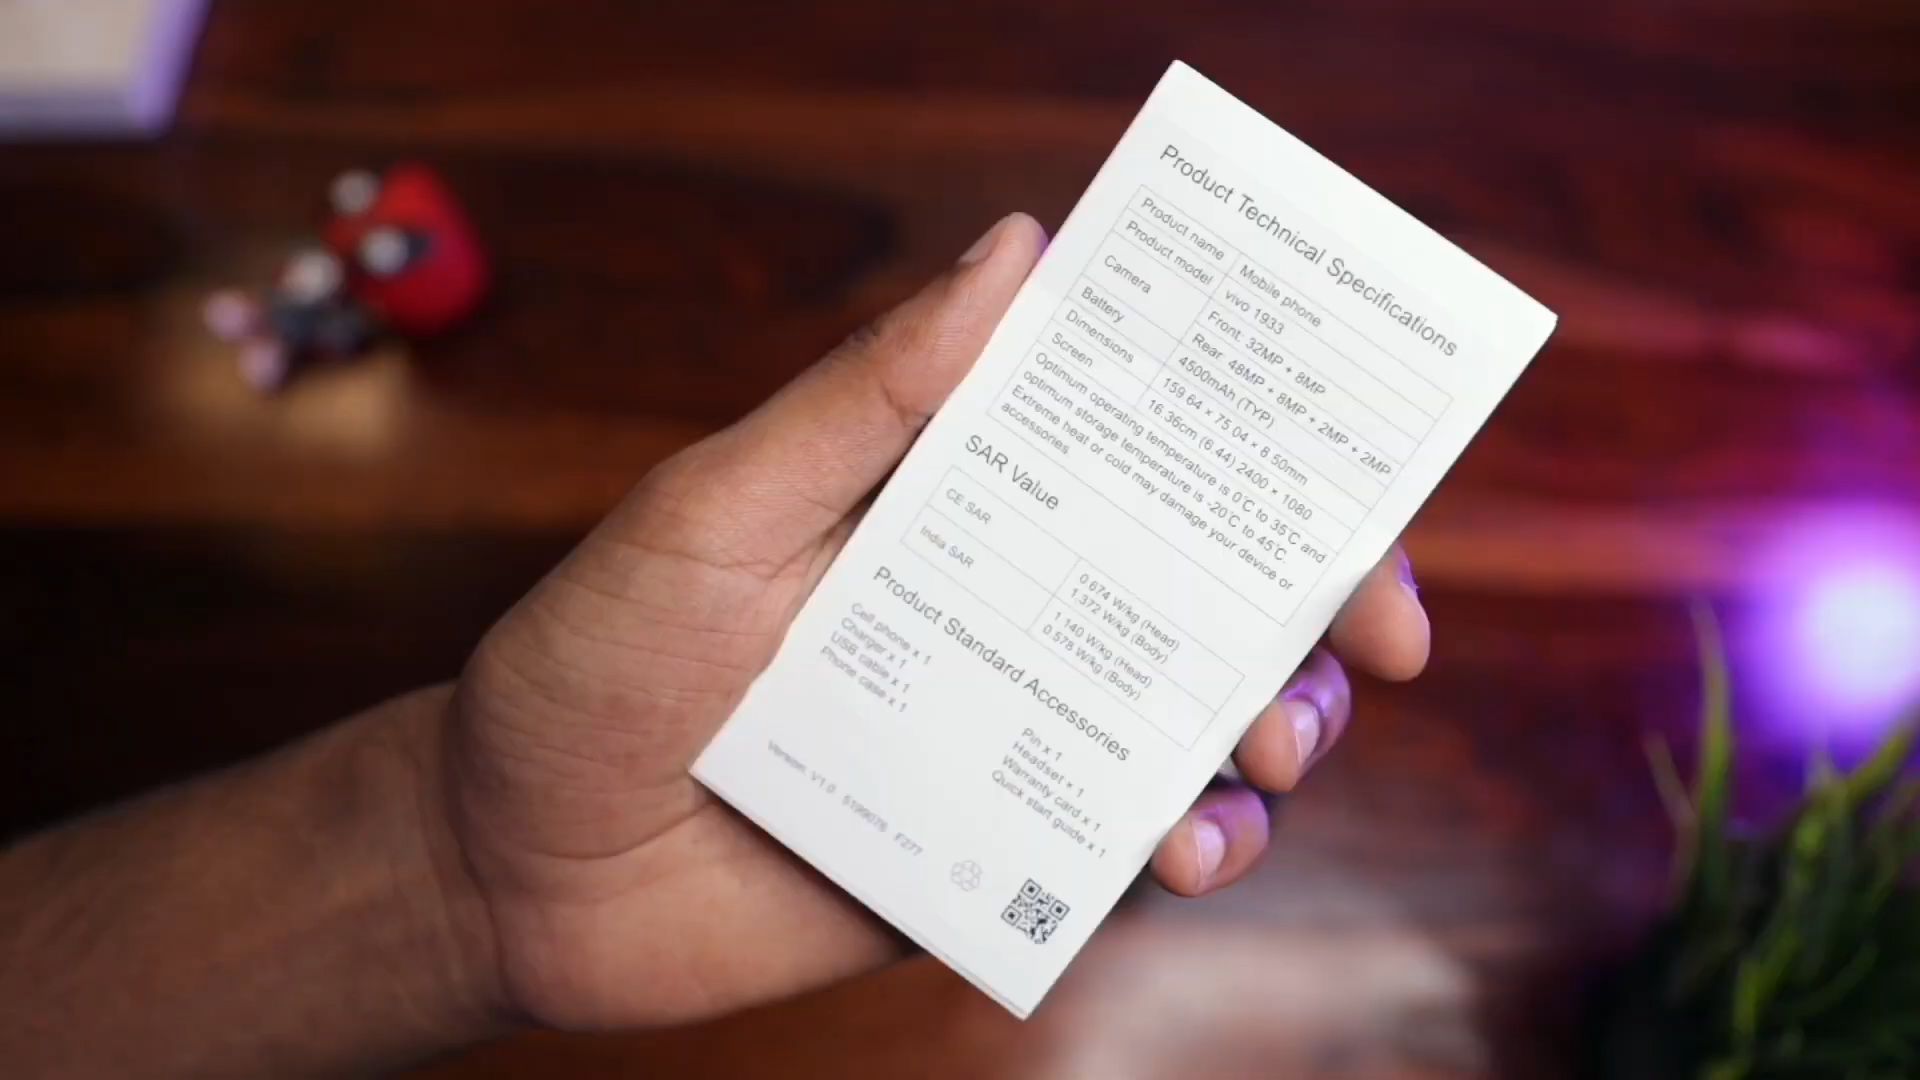 Product Technical Specifications
Product name Mobile phone
Product model vivo 1933
Camera Front: 32MP + 8MP
Rear: 48MP + 8MP + 2MP + 2MP
Battery 4500mAh (TYP)
Dimensions 159.64 × 75.04 × 8.50mm
Screen 16.36cm (6.44) 2400 × 1080
Optimum operating temperature is 0℃ to 35℃ and
optimum storage temperature is -20℃ to 45℃.
Extreme heat or cold may damage your device or
accessories
SAR Value
CE SAR 0.674 W/kg (Head)
1.372 W/kg (Body)
India SAR 1.140 W/kg (Head)
0.578 W/kg (Body)
Product Standard Accessories
Cell phone x 1
Charger x 1
USB cable x 1
Phone case x 1
Pin x 1
Headset × 1
Warranty card x 1
Quick start guide × 1
Version: V1.0 F277